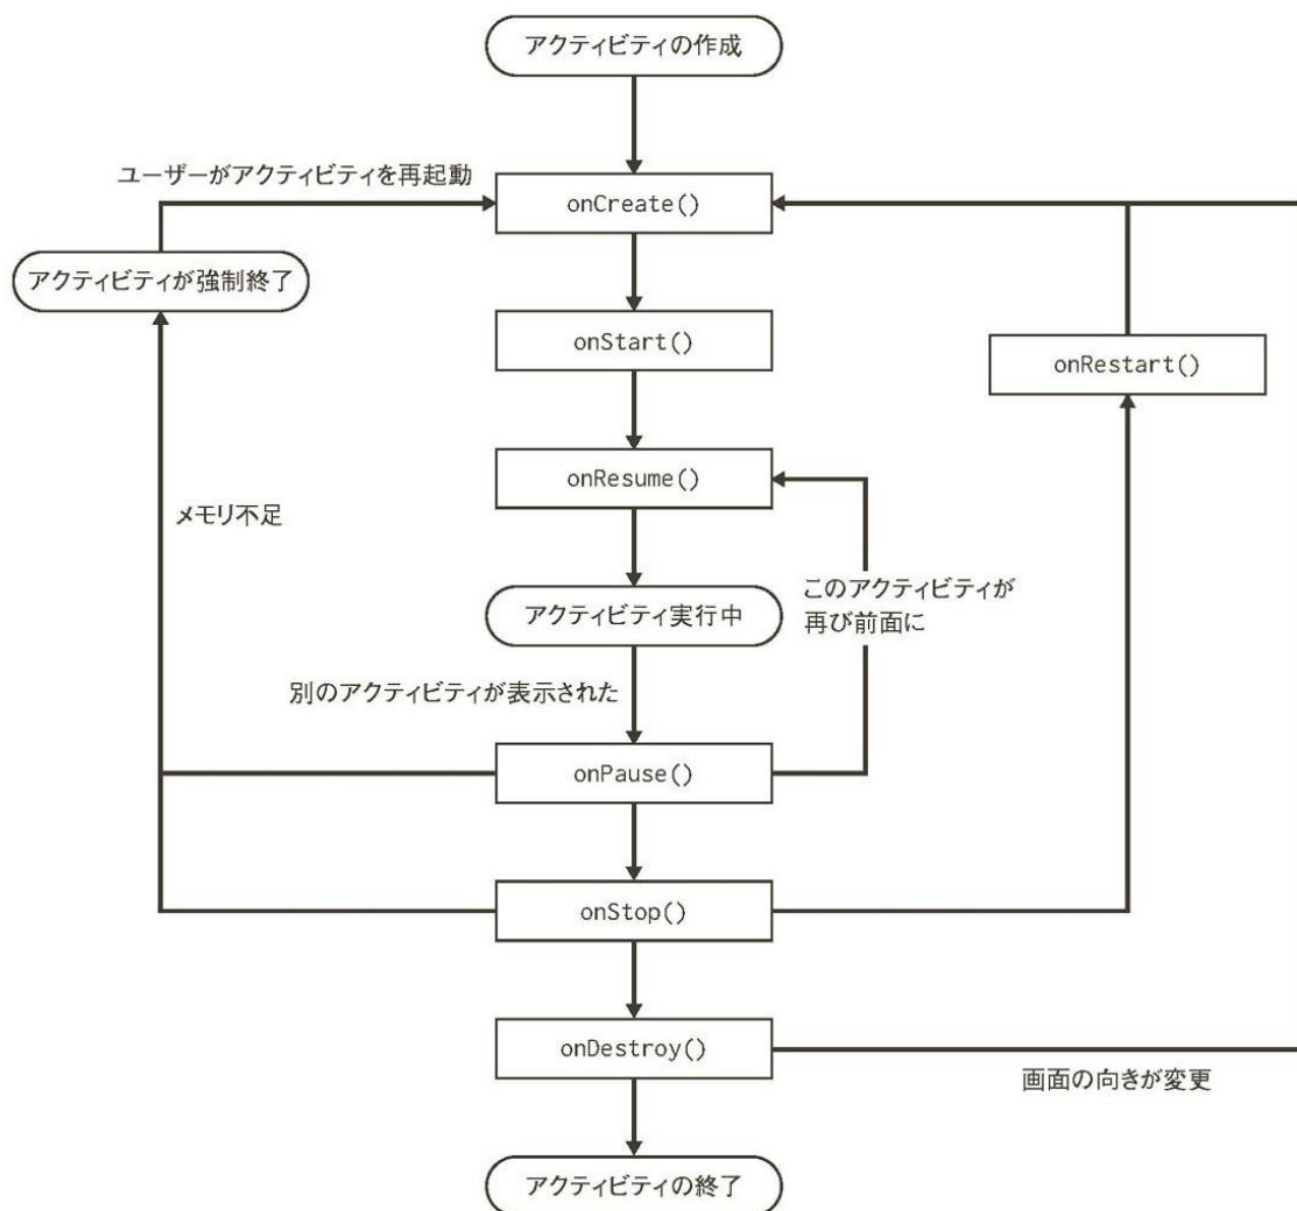 アクティビティの作成
ユーザーがアクティビティを再起動
onCreate()
アクティビティが強制終了
onStart()
onRestart()
onResume()
メモリ不足
このアクティビティが
再び前面に
アクティビティ実行中
別のアクティビティが表示された
onPause()
onStop()
onDestroy()
画面の向きが変更
アクティビティの終了